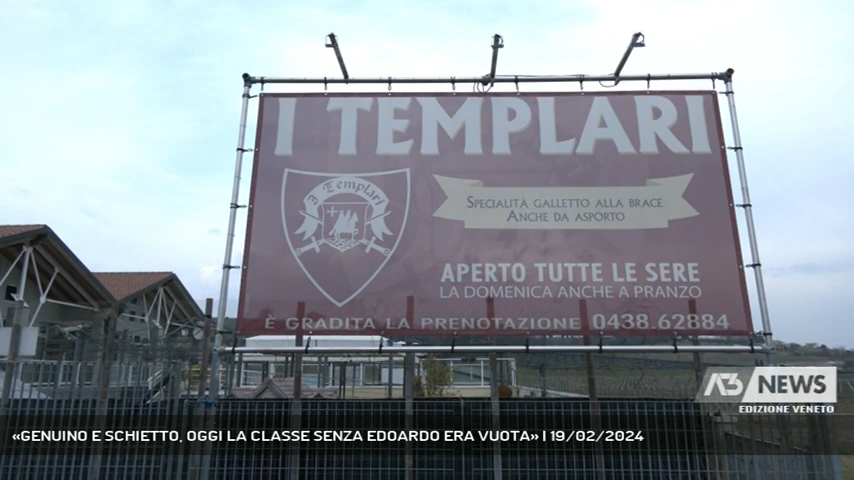 I TEMPLARI
I Templari
SPECIALITÀ GALLETTO ALLA BRACE
ANCHE DA ASPORTO
APERTO TUTTE LE SERE
LA DOMENICA ANCHE A PRANZO
È GRADITA LA PRENOTAZIONE 0438.62884
A3 NEWS
EDIZIONE VENETO
«GENUINO E SCHIETTO, OGGI LA CLASSE SENZA EDOARDO ERA VUOTA» | 19/02/2024